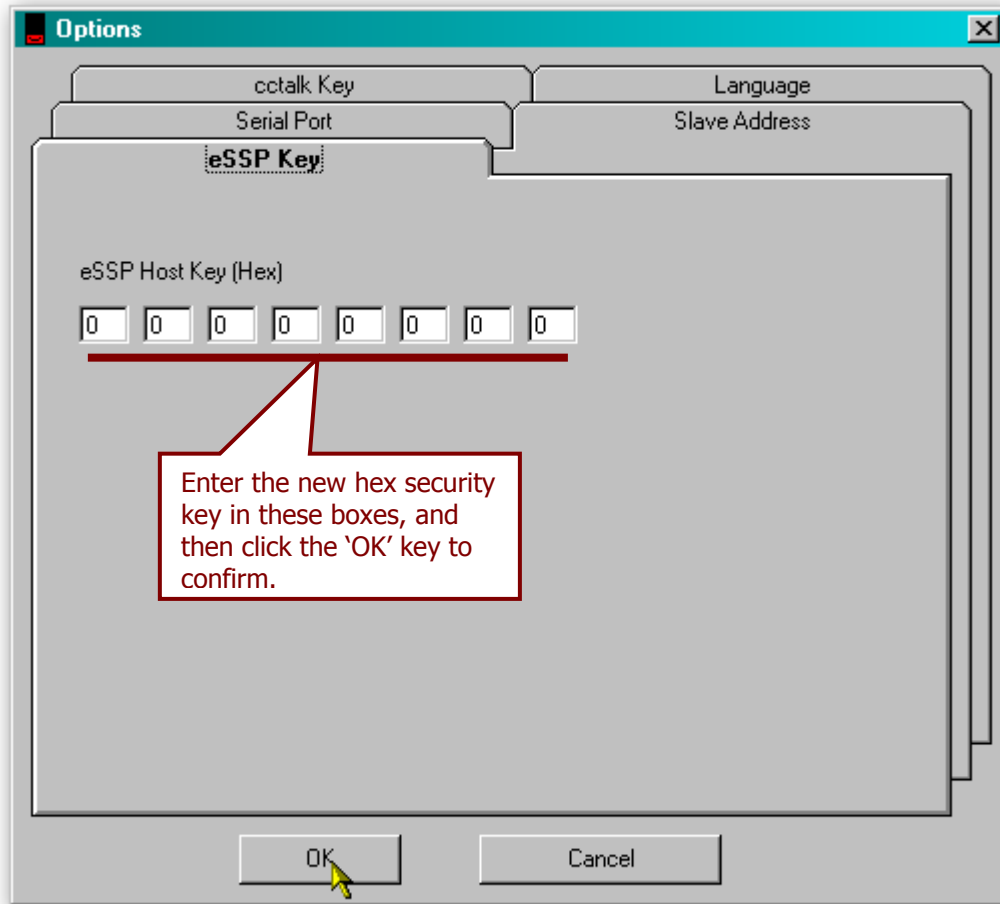 Options
cctalk Key Language
Serial Port Slave Address
eSSP Key
eSSP Host Key (Hex)
0 0 0 0 0 0 0 0
Enter the new hex security
key in these boxes, and
then click the ‘OK’ key to
confirm.
OK Cancel